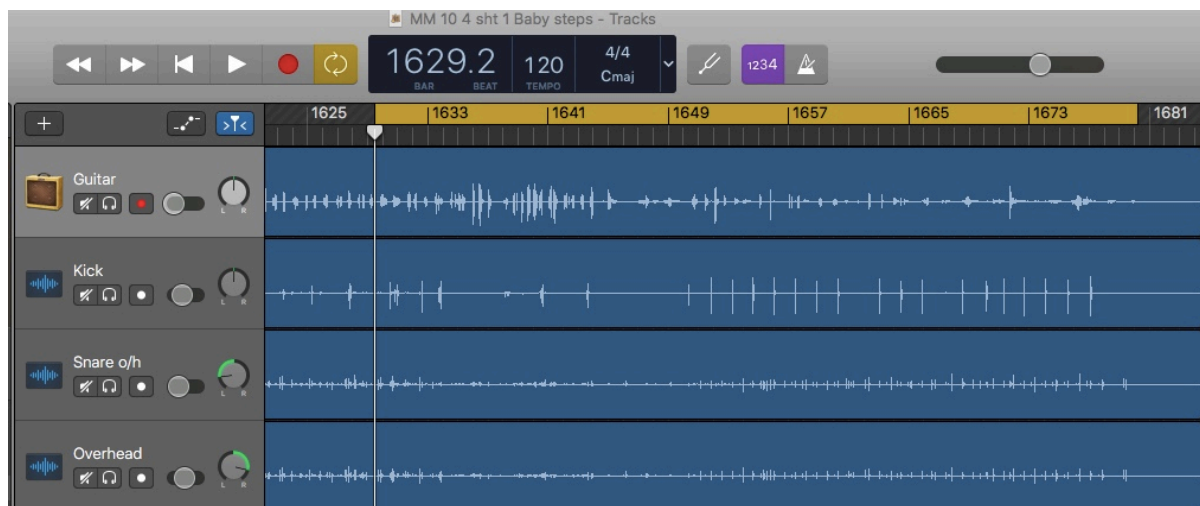 MM 10 4 sht 1 Baby steps - Tracks
1629.2 120 4/4
Cmaj
BAR BEAT TEMPO
1234
1625 1633 1641 1649 1657 1665 1673 1681
Guitar
L R
Kick
L R
Snare o/h
L R
Overhead
L R